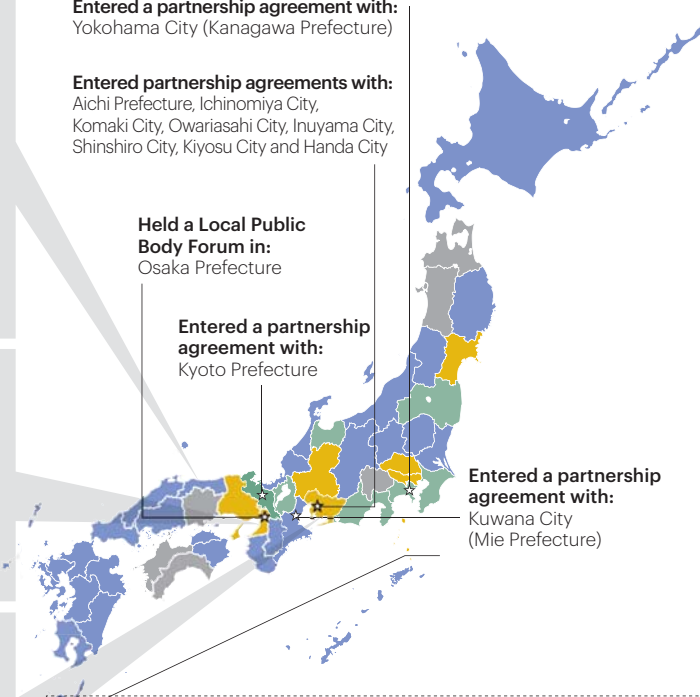 Entered a partnership agreement with:
Yokohama City (Kanagawa Prefecture)
Entered partnership agreements with:
Aichi Prefecture, Ichinomiya City,
Komaki City, Owariasahi City, Inuyama City,
Shinshiro City, Kiyosu City and Handa City
Held a Local Public
Body Forum in:
Osaka Prefecture
Entered a partnership
agreement with:
Kyoto Prefecture
Entered a partnership
agreement with:
Kuwana City
(Mie Prefecture)